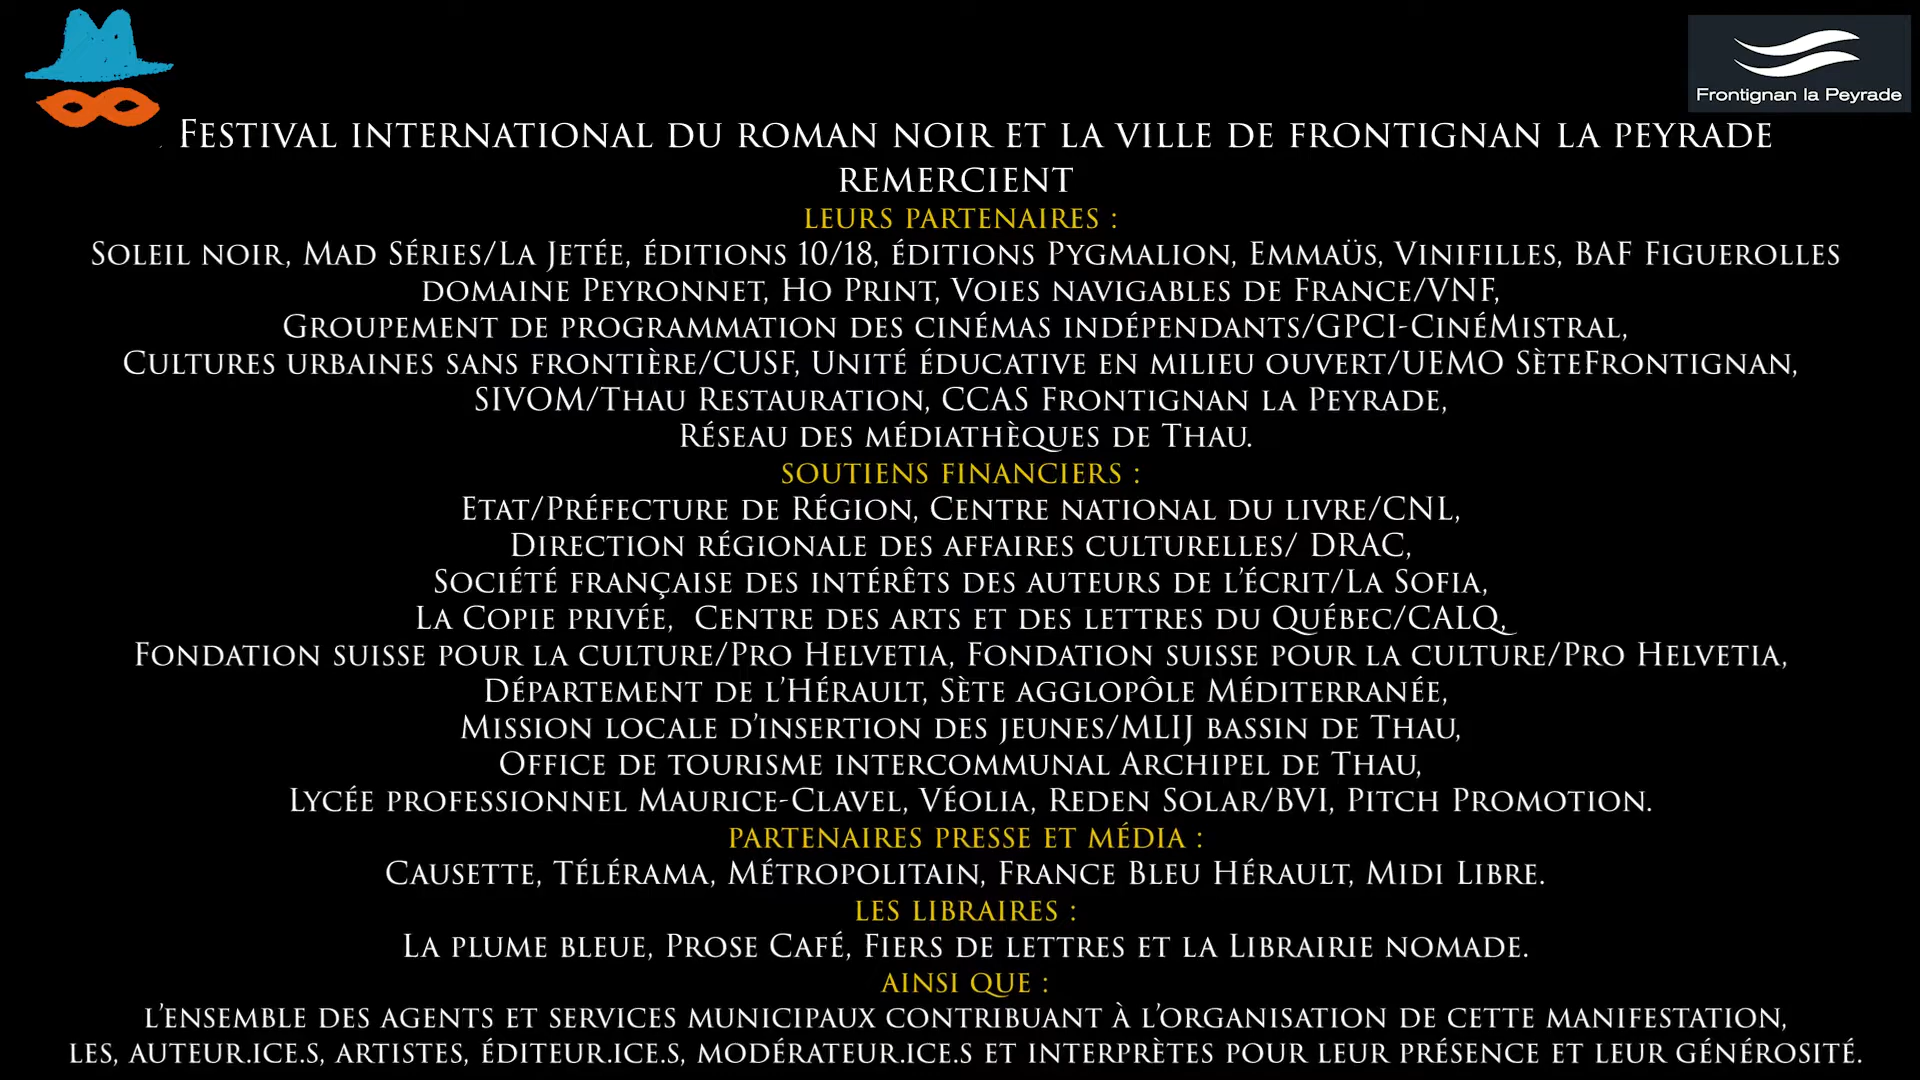 Frontignan la Peyrade
Festival international du roman noir et la ville de frontignan la peyrade
remercient
leurs partenaires :
Soleil noir, Mad Séries/La Jetée, éditions 10/18, éditions Pygmalion, Emmaüs, Vinifilles, BAF Figuerolles
domaine Peyronnet, Ho Print, Voies navigables de France/VNF,
Groupement de programmation des cinémas indépendants/GPCI-CinéMistral,
Cultures urbaines sans frontière/CUSF, Unité éducative en milieu ouvert/UEMO SèteFrontignan,
SIVOM/Thau Restauration, CCAS Frontignan la Peyrade,
Réseau des médiathèques de Thau.
soutiens financiers :
Etat/Préfecture de Région, Centre national du livre/CNL,
Direction régionale des affaires culturelles/ DRAC,
Société française des intérêts des auteurs de l'écrit/La Sofia,
La Copie privée, Centre des arts et des lettres du Québec/CALQ,
Fondation suisse pour la culture/Pro Helvetia, Fondation suisse pour la culture/Pro Helvetia,
Département de l'Hérault, Sète agglopôle Méditerranée,
Mission locale d'insertion des jeunes/MLIJ bassin de Thau,
Office de tourisme intercommunal Archipel de Thau,
Lycée professionnel Maurice-Clavel, Véolia, Reden Solar/BVI, Pitch Promotion.
partenaires presse et média :
Causette, Télérama, Métropolitain, France Bleu Hérault, Midi Libre.
les libraires :
La plume bleue, Prose Café, Fiers de lettres et la Librairie nomade.
ainsi que :
l'ensemble des agents et services municipaux contribuant à l'organisation de cette manifestation,
les, auteur.ice.s, artistes, éditeur.ice.s, modérateur.ice.s et interprètes pour leur présence et leur générosité.